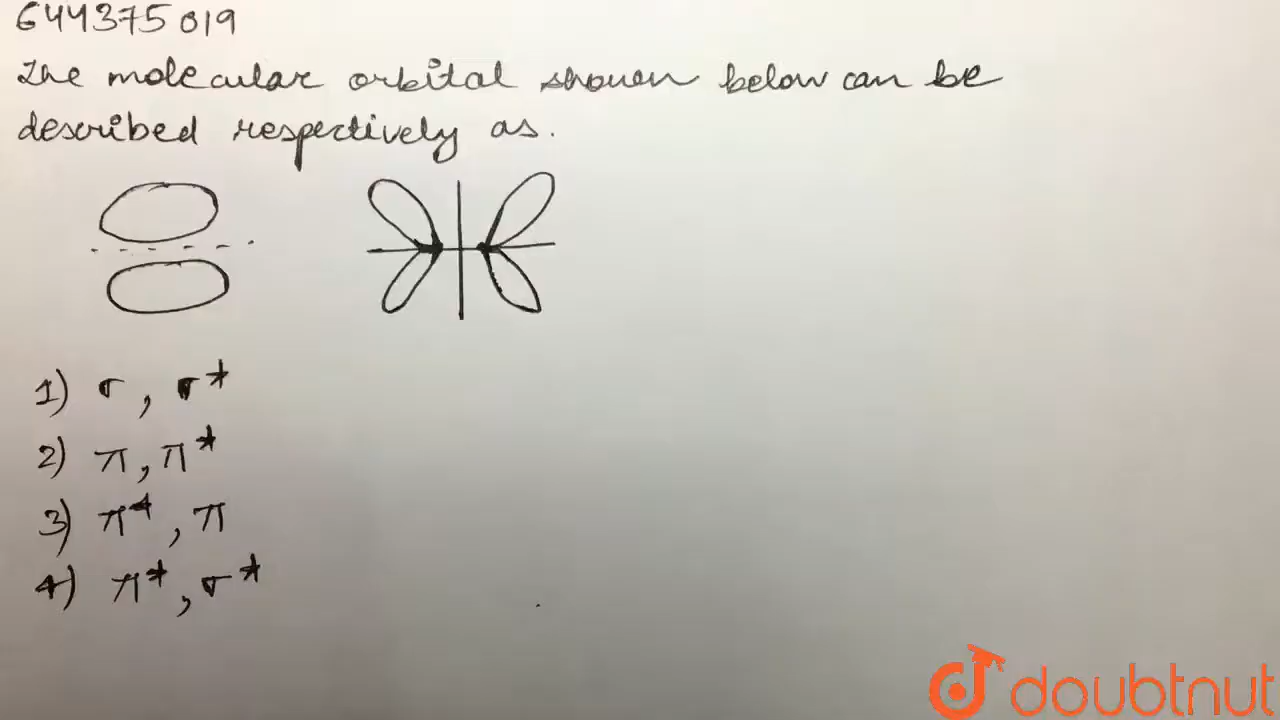 644375019
The molecular orbital shown below can be
described respectively as.
1) σ, σ*
2) π, π*
3) π*, π
4) π*, σ*
doubtnut